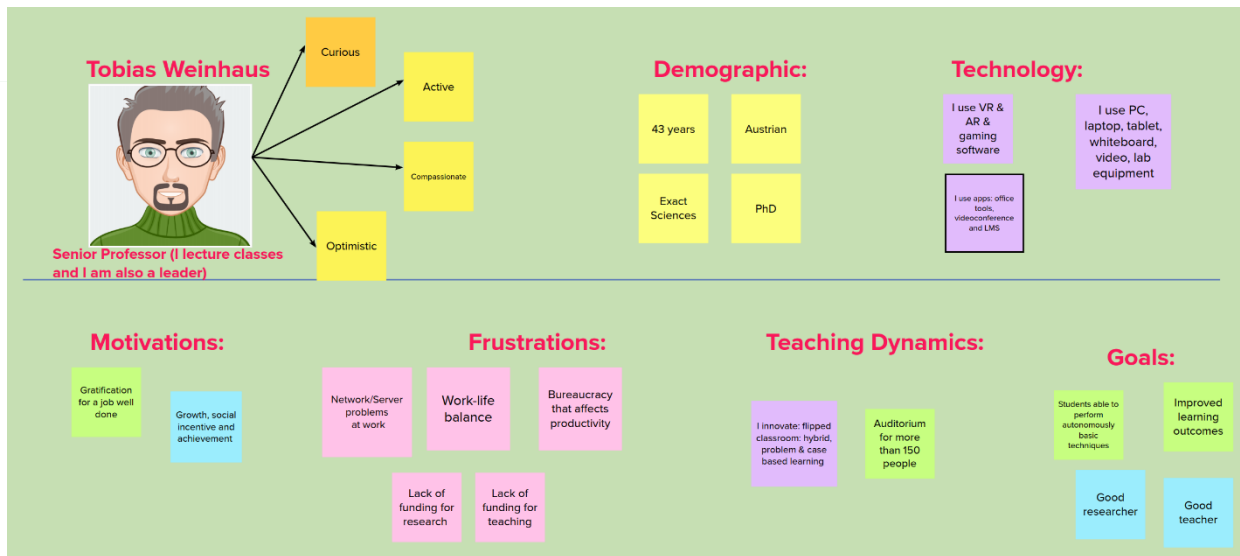 Tobias Weinhaus
Senior Professor (I lecture classes
and I am also a leader)
Curious
Active
Compassionate
Optimistic
Demographic:
43 years
Austrian
Exact
Sciences
PhD
Technology:
I use VR &
AR &
gaming
software
I use PC,
laptop, tablet,
whiteboard,
video, lab
equipment
I use apps: office
tools,
videoconference
and LMS
Motivations:
Gratification
for a job well
done
Growth, social
incentive and
achievement
Frustrations:
Network/Server
problems
at work
Work-life
balance
Bureaucracy
that affects
productivity
Lack of
funding for
research
Lack of
funding for
teaching
Teaching Dynamics:
I innovate: flipped
classroom: hybrid,
problem & case
based learning
Auditorium
for more
than 150
people
Goals:
Students able to
perform
autonomously
basic
techniques
Improved
learning
outcomes
Good
researcher
Good
teacher